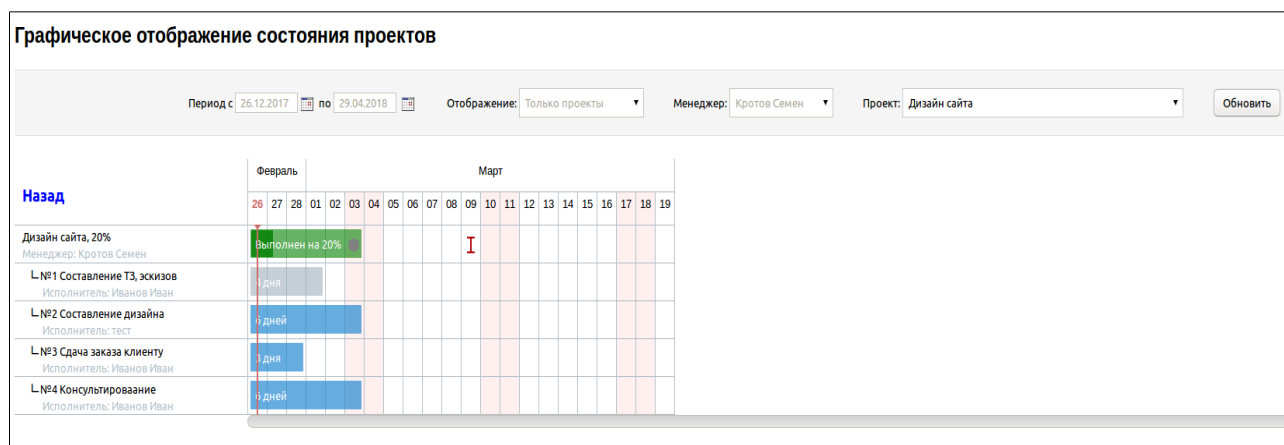 Графическое отображение состояния проектов
Период с 26.12.2017 по 29.04.2018 Отображение: Только проекты Менеджер: Кротов Семен Проект: Дизайн сайта Обновить
Февраль Март
Назад
26 27 28 01 02 03 04 05 06 07 08 09 10 11 12 13 14 15 16 17 18 19
Дизайн сайта, 20%
Менеджер: Кротов Семен
Выполнен на 20%
№1 Составление ТЗ, эскизов
Исполнитель: Иванов Иван
дня
№2 Составление дизайна
Исполнитель: тест
6 дней
№3 Сдача заказа клиенту
Исполнитель: Иванов Иван
3 дня
№4 Консультироваание
Исполнитель: Иванов Иван
6 дней